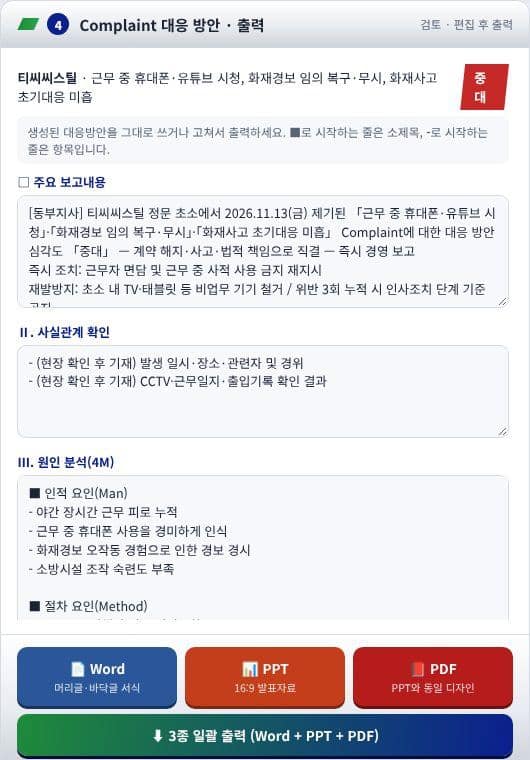 4 Complaint 대응 방안 · 출력
검토 · 편집 후 출력
티씨씨스틸 · 근무 중 휴대폰·유튜브 시청, 화재경보 임의 복구·무시, 화재사고
초기대응 미흡
중
대
생성된 대응방안을 그대로 쓰거나 고쳐서 출력하세요. ■로 시작하는 줄은 소제목, -로 시작하는
줄은 항목입니다.
□ 주요 보고내용
[동부지사] 티씨씨스틸 정문 초소에서 2026.11.13(금) 제기된 「근무 중 휴대폰·유튜브 시
청」·「화재경보 임의 복구·무시」·「화재사고 초기대응 미흡」 Complaint에 대한 대응 방안
심각도 「중대」 — 계약 해지·사고·법적 책임으로 직결 — 즉시 경영 보고
즉시 조치: 근무자 면담 및 근무 중 사적 사용 금지 재지시
재발방지: 초소 내 TV·태블릿 등 비업무 기기 철거 / 위반 3회 누적 시 인사조치 단계 기준
Ⅱ. 사실관계 확인
- (현장 확인 후 기재) 발생 일시·장소·관련자 및 경위
- (현장 확인 후 기재) CCTV·근무일지·출입기록 확인 결과
Ⅲ. 원인 분석(4M)
■ 인적 요인(Man)
- 야간 장시간 근무 피로 누적
- 근무 중 휴대폰 사용을 경미하게 인식
- 화재경보 오작동 경험으로 인한 경보 경시
- 소방시설 조작 숙련도 부족
■ 절차 요인(Method)
Word
머리글·바닥글 서식
PPT
16:9 발표자료
PDF
PPT와 동일 디자인
⬇ 3종 일괄 출력 (Word + PPT + PDF)